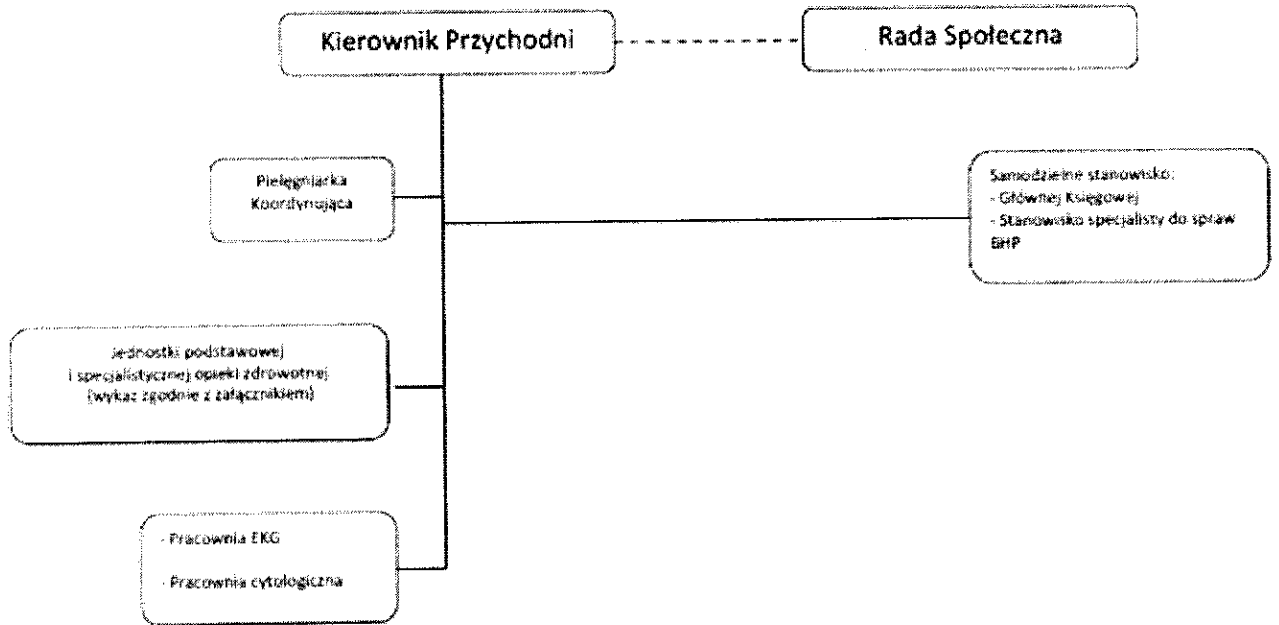 Kierownik Przychodni
Rada Społeczna
Pielęgniarka
Koordynująca
Samodzielne stanowisko:
- Głównej Księgowej
- Stanowisko specjalisty do spraw
BHP
Jednostki podstawowej
i specjalistycznej opieki zdrowotnej
(wykaz zgodnie z załącznikiem)
- Pracownia EKG
- Pracownia cytologiczna